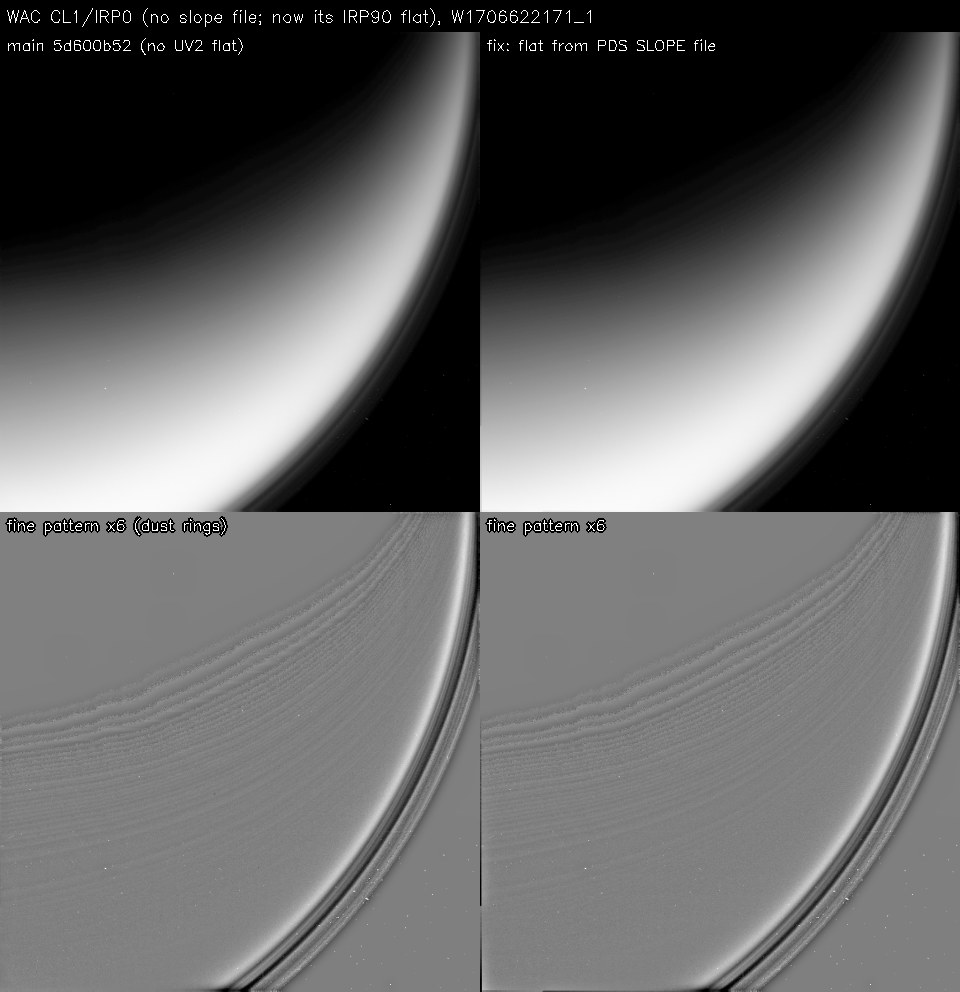 WAC CL1/IRP0 (no slope file; now its IRP90 flat), W1706622171_1
main 5d600b52 (no UV2 flat)
fix: flat from PDS SLOPE file
fine pattern x6 (dust rings)
fine pattern x6